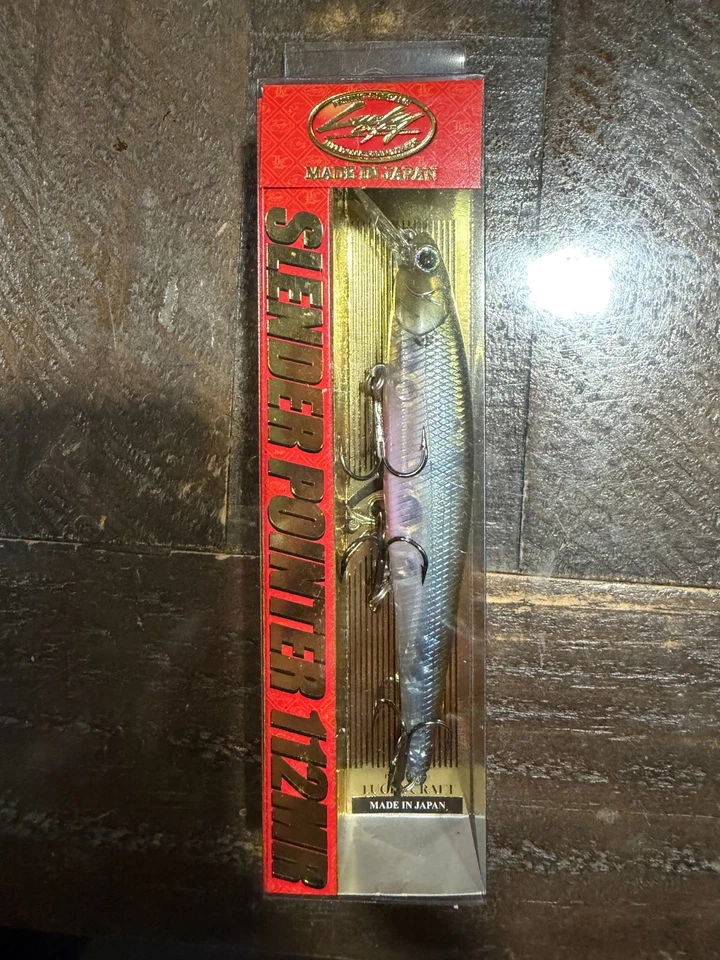 Lucky
Craft
MADE IN JAPAN
SLENDER POINTER 112MR
LUCKY CRAFT
MADE IN JAPAN